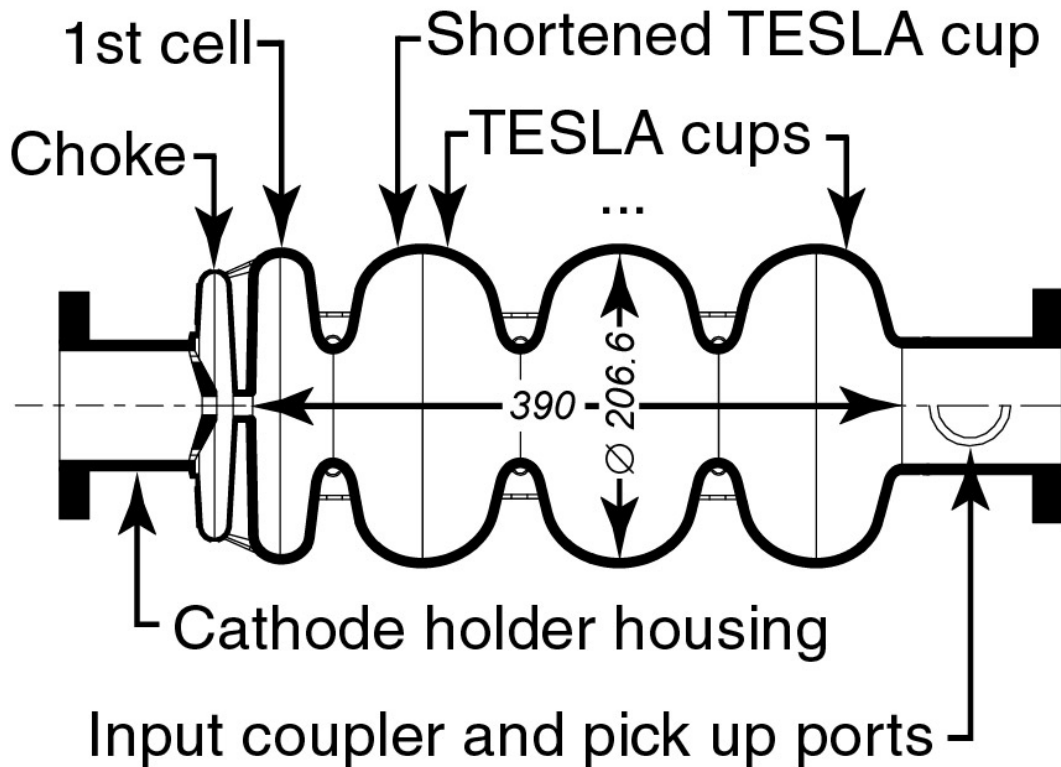 1st cell
Shortened TESLA cup
Choke
TESLA cups
...
390
Ø 206.6
Cathode holder housing
Input coupler and pick up ports